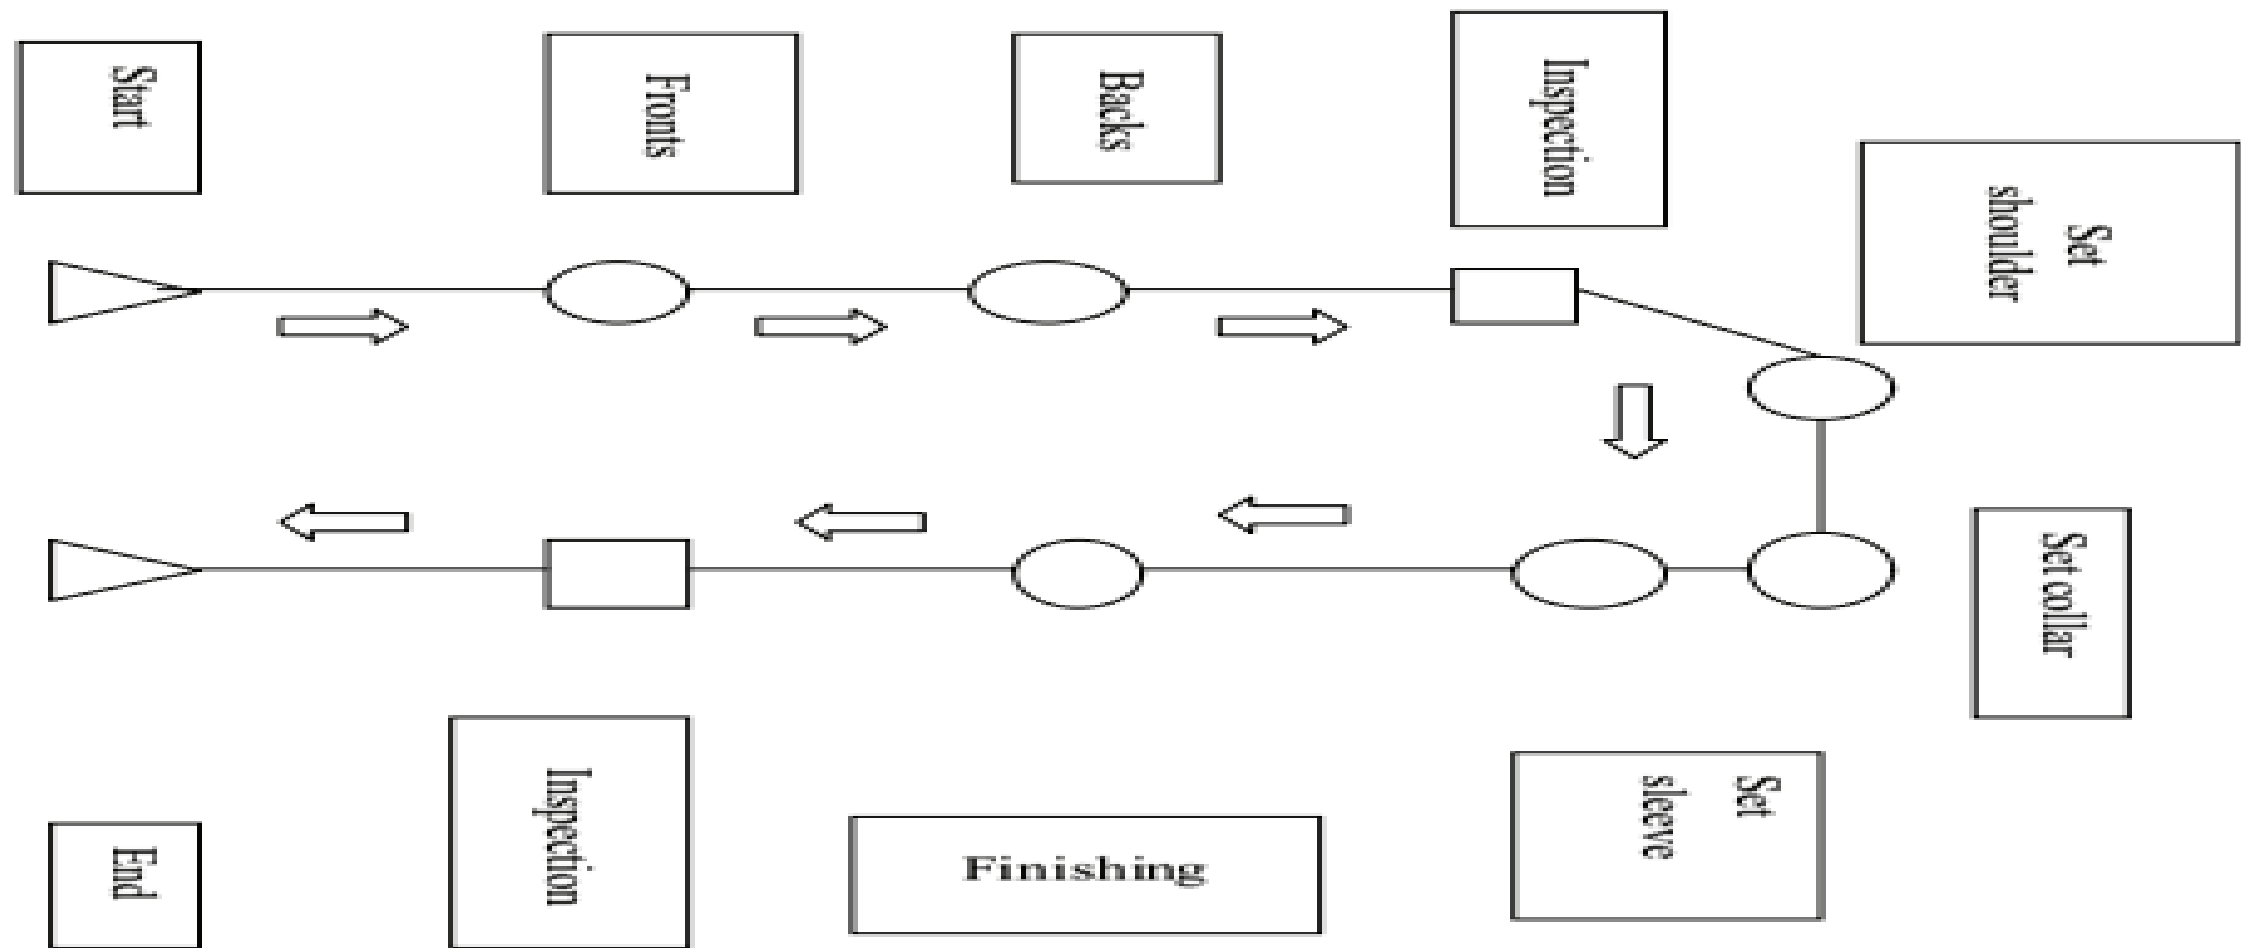 Start
Fronts
Backs
Inspection
Set
shoulder
Set collar
Set
sleeve
Finishing
Inspection
End